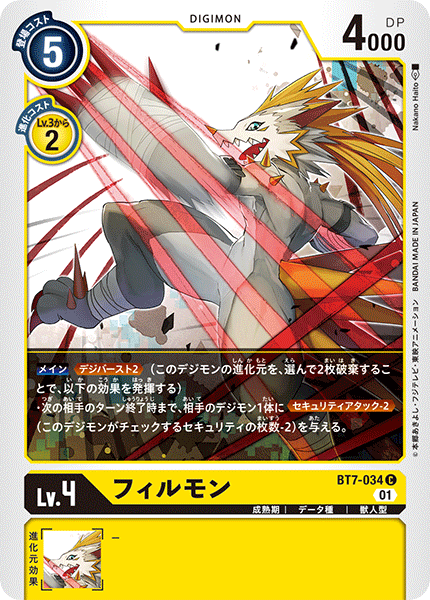 DIGIMON
登場コスト
5
DP
4000
進化コスト
Lv.3から
2
Nakano Haito
BANDAI MADE IN JAPAN
©本郷あきよし・フジテレビ・東映アニメーション
メイン デジバースト2 (このデジモンの進化元を、選んで2枚破棄するこ
とで、以下の効果を発揮する)
・次の相手のターン終了時まで、相手のデジモン1体に セキュリティアタック-2
(このデジモンがチェックするセキュリティの枚数-2)を与える。
BT7-034 C
Lv.4
フィルモン
01
成熟期 | データ種 | 獣人型
進化元効果
－